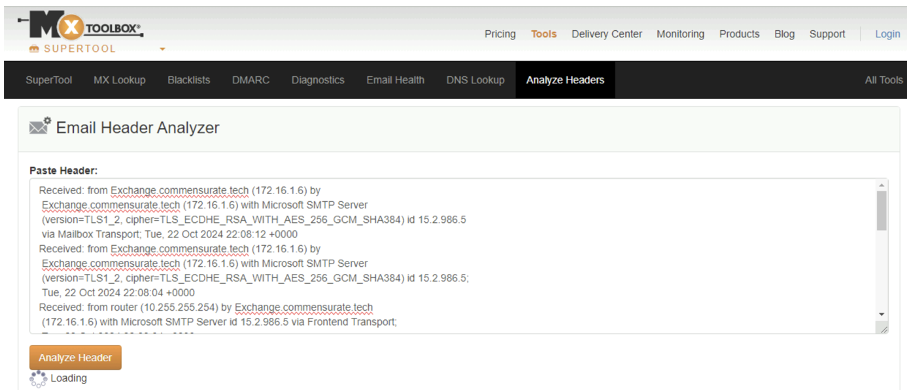 MX TOOLBOX®
SUPERTOOL
Pricing Tools Delivery Center Monitoring Products Blog Support Login
SuperTool MX Lookup Blacklists DMARC Diagnostics Email Health DNS Lookup Analyze Headers All Tools
Email Header Analyzer
Paste Header:
Received: from Exchange.commensurate.tech (172.16.1.6) by
Exchange.commensurate.tech (172.16.1.6) with Microsoft SMTP Server
(version=TLS1_2, cipher=TLS_ECDHE_RSA_WITH_AES_256_GCM_SHA384) id 15.2.986.5
via Mailbox Transport; Tue, 22 Oct 2024 22:08:12 +0000
Received: from Exchange.commensurate.tech (172.16.1.6) by
Exchange.commensurate.tech (172.16.1.6) with Microsoft SMTP Server
(version=TLS1_2, cipher=TLS_ECDHE_RSA_WITH_AES_256_GCM_SHA384) id 15.2.986.5;
Tue, 22 Oct 2024 22:08:04 +0000
Received: from router (10.255.255.254) by Exchange.commensurate.tech
(172.16.1.6) with Microsoft SMTP Server id 15.2.986.5 via Frontend Transport;
Analyze Header
Loading